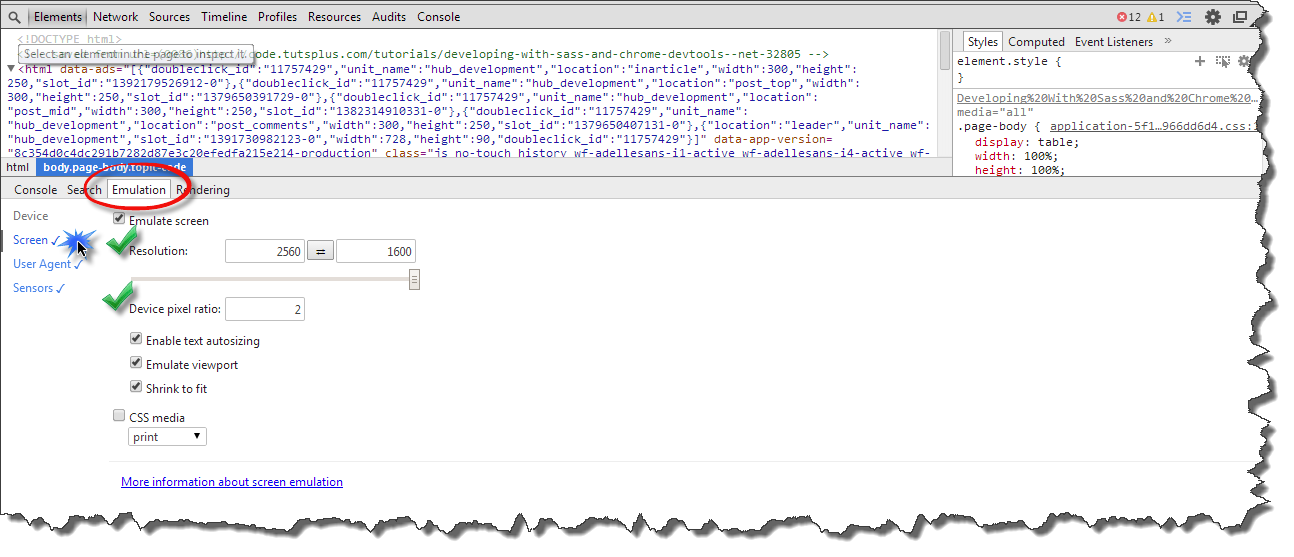 Elements Network Sources Timeline Profiles Resources Audits Console 12 1
<!DOCTYPE html>
Select an element in the page to inspect it.
code.tutsplus.com/tutorials/developing-with-sass-and-chrome-devtools--net-32805 -->
<html data-ads="[{"doubleclick_id":"11757429","unit_name":"hub_development","location":"inarticle","width":300,"height":
250,"slot_id":"1392179526912-0"},{"doubleclick_id":"11757429","unit_name":"hub_development","location":"post_top","width":
300,"height":250,"slot_id":"1379650391729-0"},{"doubleclick_id":"11757429","unit_name":"hub_development","location":
"post_mid","width":300,"height":250,"slot_id":"1382314910331-0"},{"doubleclick_id":"11757429","unit_name":
"hub_development","location":"post_comments","width":300,"height":250,"slot_id":"1379650407131-0"},{"location":"leader","unit_name":
"hub_development","slot_id":"1391730982123-0","width":728,"height":90,"doubleclick_id":"11757429"}]" data-app-version=
"8c354d0c4dc291b7282d87e3c20efedfa215e214-production" class="js no-touch history wf-adellesans-i1-active wf-adellesans-i4-active wf-
html body.page-body.topic-code
Styles Computed Event Listeners »
element.style {
}
Developing%20With%20Sass%20and%20Chrome%20…
media="all"
.page-body { application-5f1…966dd6d4.css:1
display: table;
width: 100%;
height: 100%;
Console Search Emulation Rendering
Device
Screen ✓
User Agent ✓
Sensors ✓
Emulate screen
Resolution: 2560 1600
Device pixel ratio: 2
Enable text autosizing
Emulate viewport
Shrink to fit
CSS media
print
More information about screen emulation